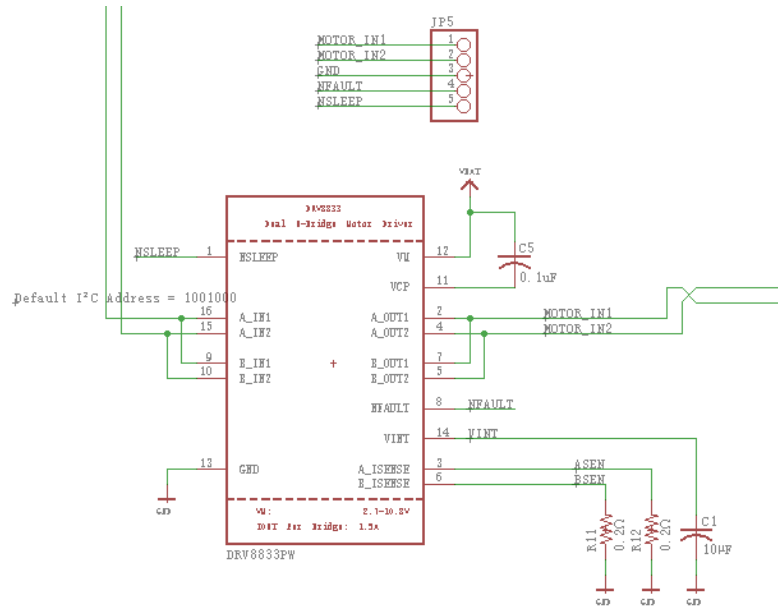 JP5
MOTOR_IN1 1
MOTOR_IN2 2
GND 3
NFAULT 4
NSLEEP 5
VBAT
DRV8833
Dual H-Bridge Motor Driver
NSLEEP 1 NSLEEP VM 12
C5
0.1uF
VCP 11
Default I²C Address = 1001000
16 A_IN1 A_OUT1 2 MOTOR_IN1
15 A_IN2 A_OUT2 4 MOTOR_IN2
9 B_IN1 B_OUT1 7
10 B_IN2 B_OUT2 5
NFAULT 8 NFAULT
VINT 14 VINT
13 GND A_ISENSE 3 ASEN
B_ISENSE 6 BSEN
GND
VM: 2.7-10.8V
IOUT Per Bridge: 1.5A
DRV8833PW
R11
0.2Ω
R12
0.2Ω
C1
10µF
GND GND GND